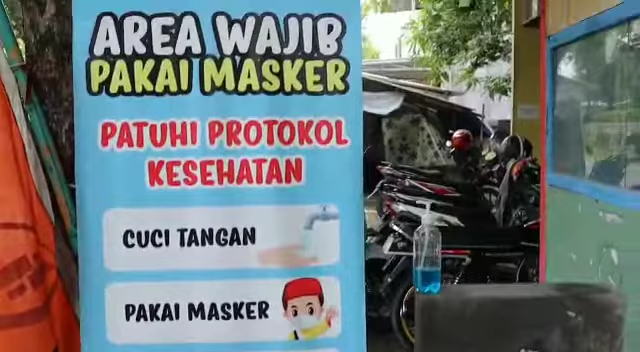 AREA WAJIB
PAKAI MASKER
PATUHI PROTOKOL
KESEHATAN
CUCI TANGAN
PAKAI MASKER